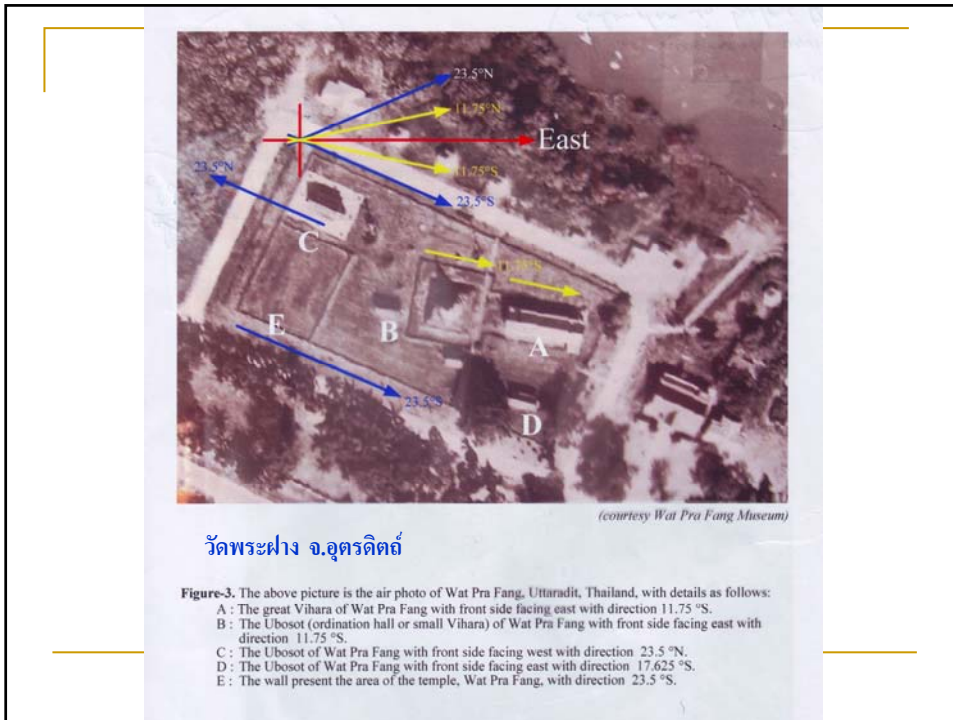 23.5°N
11.75°N
East
11.75°S
23.5°N
23.5°S
C
11.75°S
B
E
A
23.5°S
D
(courtesy Wat Pra Fang Museum)
วัดพระฝาง จ.อุตรดิตถ์
Figure-3. The above picture is the air photo of Wat Pra Fang, Uttaradit, Thailand, with details as follows:
A : The great Vihara of Wat Pra Fang with front side facing east with direction 11.75 °S.
B : The Ubosot (ordination hall or small Vihara) of Wat Pra Fang with front side facing east with
direction 11.75 °S.
C : The Ubosot of Wat Pra Fang with front side facing west with direction 23.5 °N.
D : The Ubosot of Wat Pra Fang with front side facing east with direction 17.625 °S.
E : The wall present the area of the temple, Wat Pra Fang, with direction 23.5 °S.